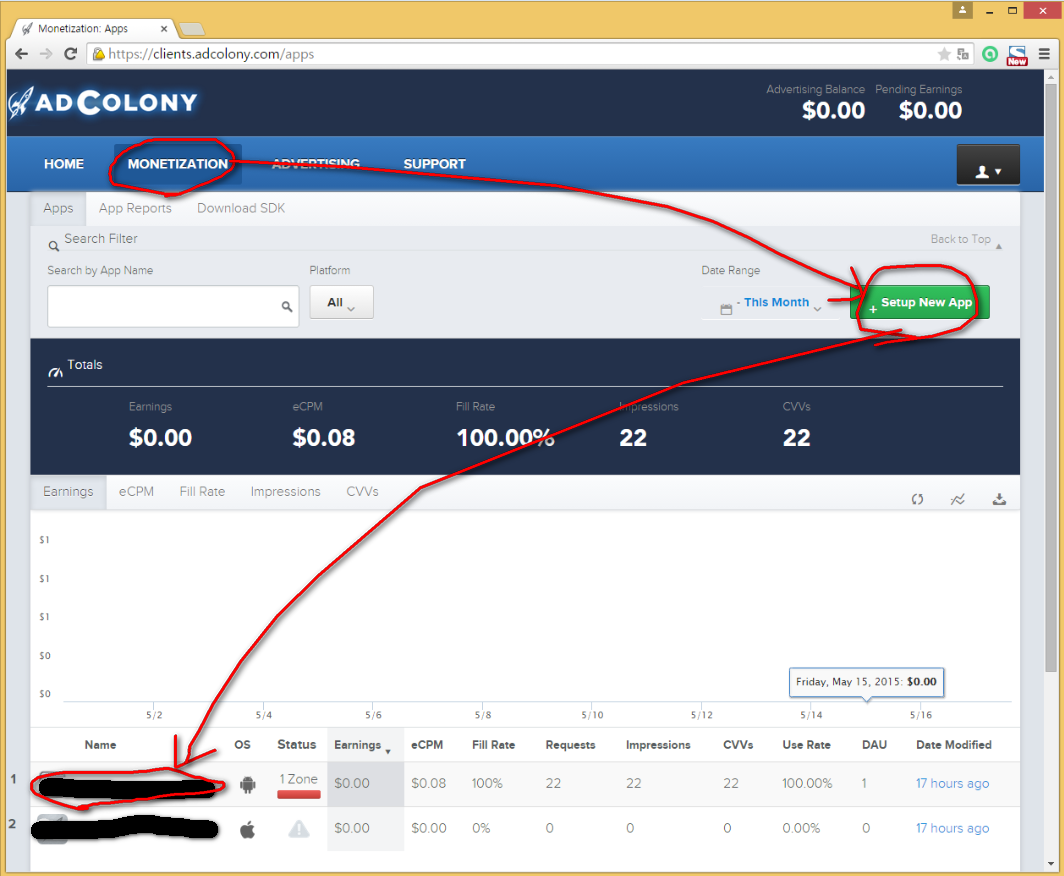 Monetization: Apps
https://clients.adcolony.com/apps
New
ADCOLONY
Advertising Balance Pending Earnings
$0.00 $0.00
HOME MONETIZATION ADVERTISING SUPPORT
Apps App Reports Download SDK
Search Filter Back to Top
Search by App Name Platform Date Range
All - This Month + Setup New App
Totals
Earnings eCPM Fill Rate Impressions CVVs
$0.00 $0.08 100.00% 22 22
Earnings eCPM Fill Rate Impressions CVVs
$1
$1
$1
$0
$0
Friday, May 15, 2015: $0.00
5/2 5/4 5/6 5/8 5/10 5/12 5/14 5/16
Name OS Status Earnings eCPM Fill Rate Requests Impressions CVVs Use Rate DAU Date Modified
1 1 Zone $0.00 $0.08 100% 22 22 22 100.00% 1 17 hours ago
2 $0.00 $0.00 0% 0 0 0 0.00% 0 17 hours ago